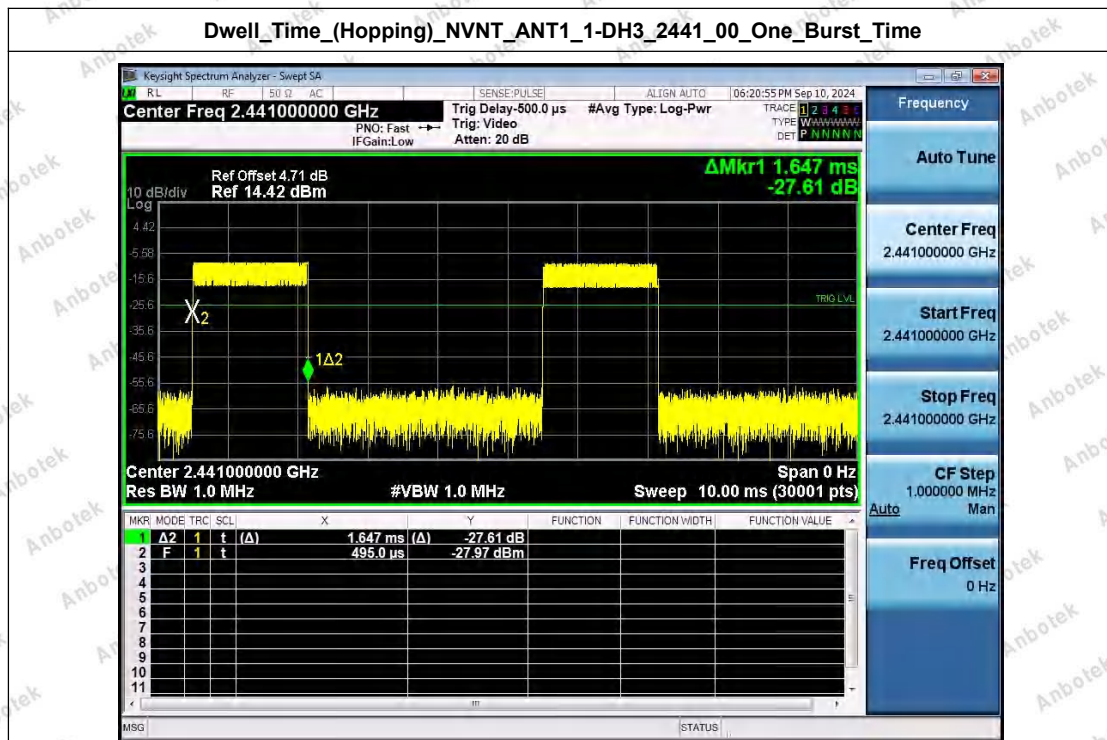 Dwell_Time_(Hopping)_NVNT_ANT1_1-DH3_2441_00_One_Burst_Time
Keysight Spectrum Analyzer - Swept SA
RL RF 50 Ω AC SENSE:PULSE ALIGN AUTO 06:20:55 PM Sep 10, 2024
Center Freq 2.441000000 GHz
PNO: Fast
IFGain:Low
Trig Delay-500.0 µs
Trig: Video
Atten: 20 dB
#Avg Type: Log-Pwr
TRACE 1 2 3 4 5 6
TYPE WWWWWW
DET P N N N N N
ΔMkr1 1.647 ms
-27.61 dB
Ref Offset 4.71 dB
10 dB/div Ref 14.42 dBm
Log
4.42
-5.58
-15.6
-25.6
-35.6
-45.6
-55.6
-65.6
-75.6
TRIG LVL
X2
1Δ2
Center 2.441000000 GHz Span 0 Hz
Res BW 1.0 MHz #VBW 1.0 MHz Sweep 10.00 ms (30001 pts)
MKR MODE TRC SCL X Y FUNCTION FUNCTION WIDTH FUNCTION VALUE
1 Δ2 1 t (Δ) 1.647 ms (Δ) -27.61 dB
2 F 1 t 495.0 µs -27.97 dBm
3
4
5
6
7
8
9
10
11
MSG STATUS
Frequency
Auto Tune
Center Freq
2.441000000 GHz
Start Freq
2.441000000 GHz
Stop Freq
2.441000000 GHz
CF Step
1.000000 MHz
Auto Man
Freq Offset
0 Hz
Anbotek